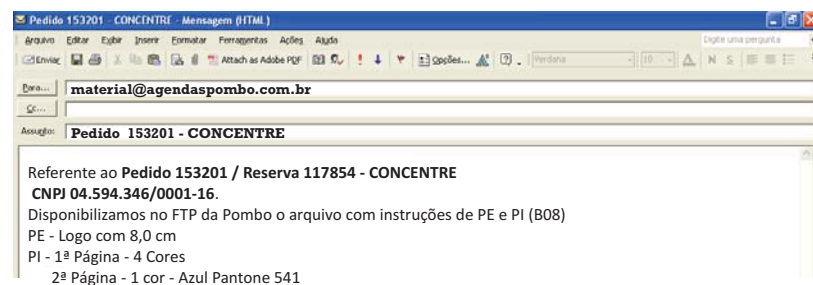 Pedido 153201 - CONCENTRE - Mensagem (HTML)
Arquivo Editar Exibir Inserir Formatar Ferramentas Ações Ajuda Digite uma pergunta
Enviar Attach as Adobe PDF Opções... Verdana 10 A N S
Para... material@agendaspombo.com.br
Cc...
Assunto: Pedido 153201 - CONCENTRE
Referente ao Pedido 153201 / Reserva 117854 - CONCENTRE
CNPJ 04.594.346/0001-16.
Disponibilizamos no FTP da Pombo o arquivo com instruções de PE e PI (B08)
PE - Logo com 8,0 cm
PI - 1ª Página - 4 Cores
2ª Página - 1 cor - Azul Pantone 541